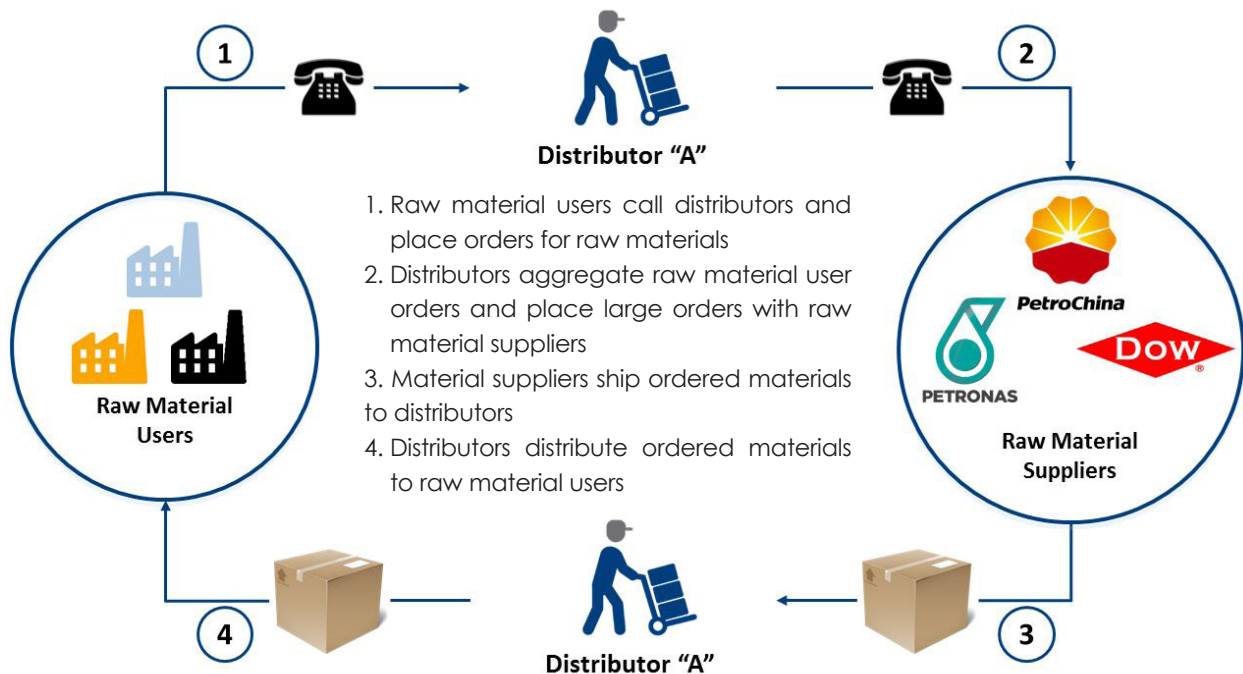 1
2
Distributor “A”
1. Raw material users call distributors and
place orders for raw materials
2. Distributors aggregate raw material user
orders and place large orders with raw
material suppliers
3. Material suppliers ship ordered materials
to distributors
4. Distributors distribute ordered materials
to raw material users
Raw Material
Users
PetroChina
PETRONAS
DOW
®
Raw Material
Suppliers
4
3
Distributor “A”